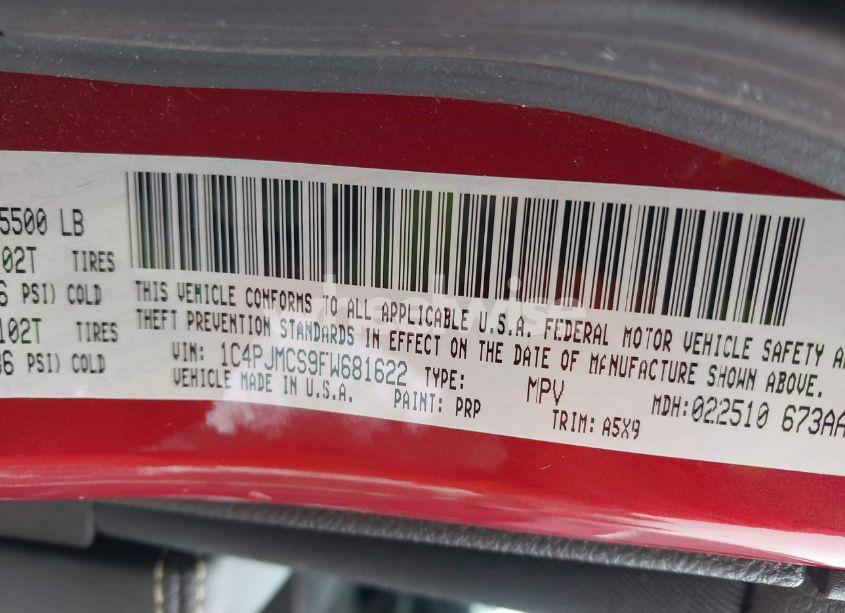 5500 LB
02T TIRES
6 PSI) COLD
102T TIRES
36 PSI) COLD
THIS VEHICLE CONFORMS TO ALL APPLICABLE U.S.A. FEDERAL MOTOR VEHICLE SAFETY A
THEFT PREVENTION STANDARDS IN EFFECT ON THE DATE OF MANUFACTURE SHOWN ABOVE.
VIN: 1C4PJMCS9FW681622 TYPE: MPV MDH:022510 673AA
VEHICLE MADE IN U.S.A. PAINT: PRP TRIM: A5X9
wheelwise